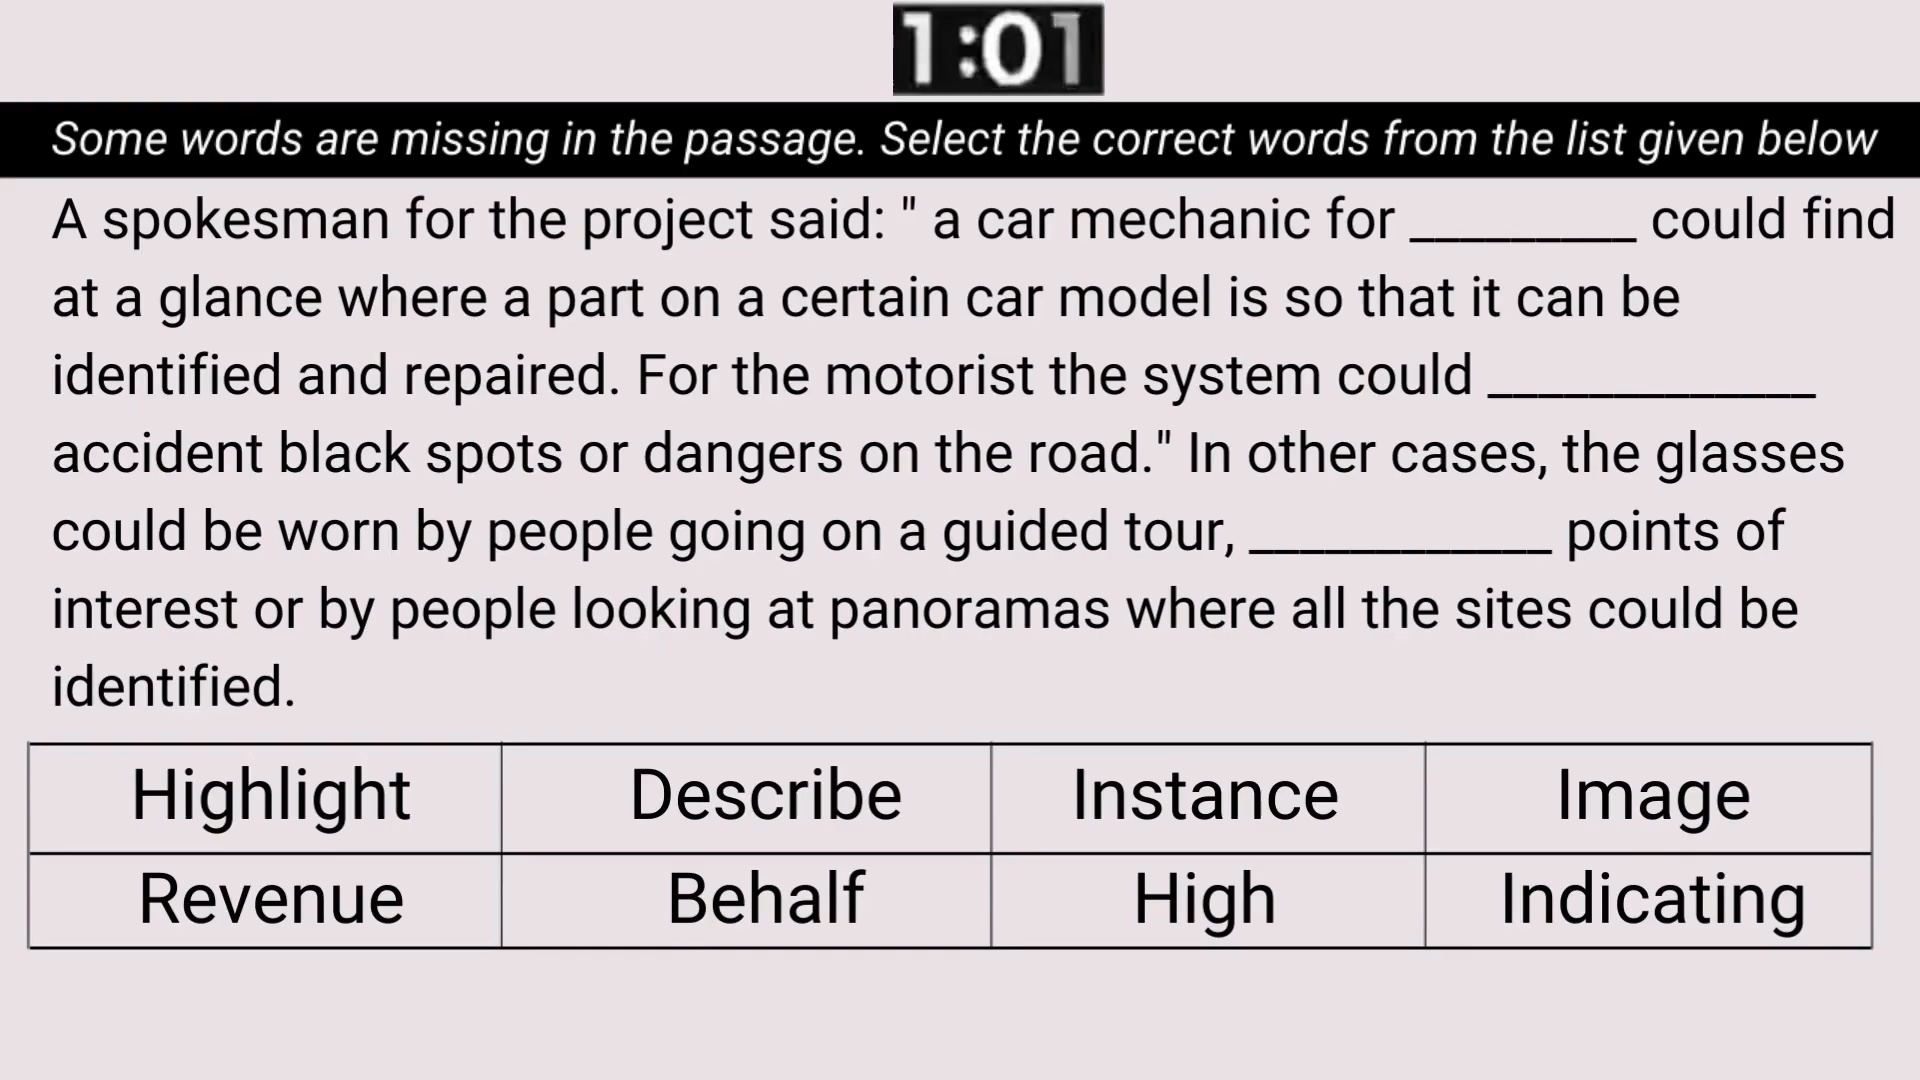 1:01
Some words are missing in the passage. Select the correct words from the list given below
A spokesman for the project said: " a car mechanic for _________ could find
at a glance where a part on a certain car model is so that it can be
identified and repaired. For the motorist the system could _____________
accident black spots or dangers on the road." In other cases, the glasses
could be worn by people going on a guided tour, ____________ points of
interest or by people looking at panoramas where all the sites could be
identified.
Highlight Describe Instance Image
Revenue Behalf High Indicating